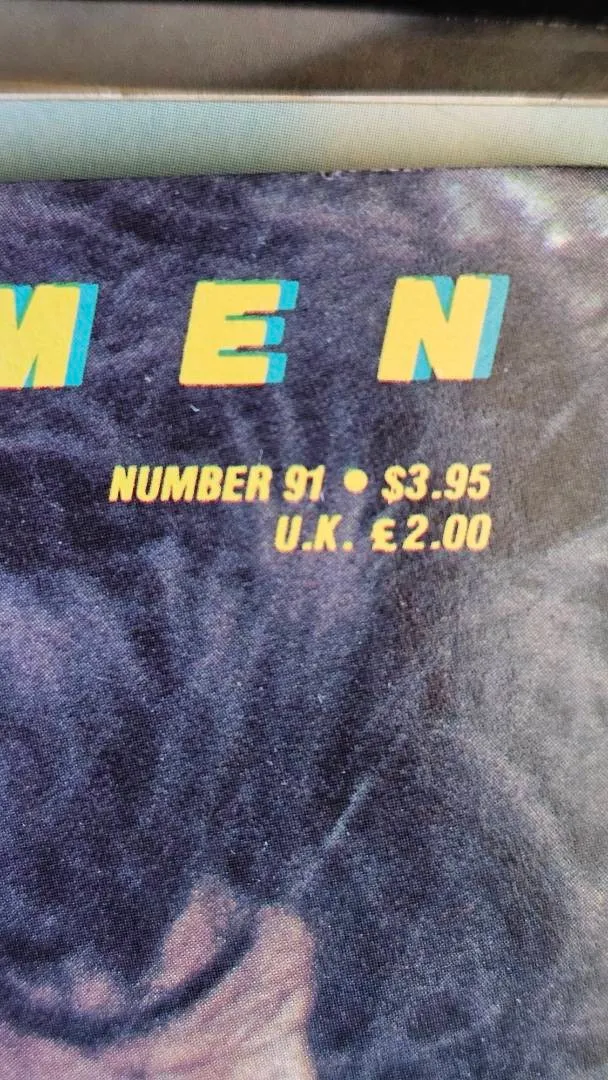 MEN
NUMBER 91 • $3.95
U.K. £2.00